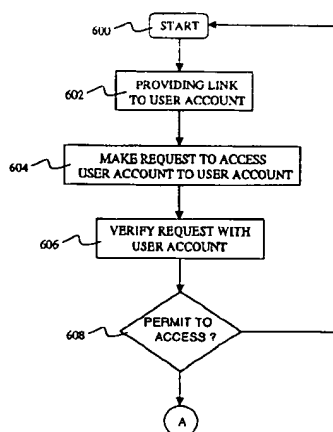 600
START
602
PROVIDING LINK
TO USER ACCOUNT
604
MAKE REQUEST TO ACCESS
USER ACCOUNT TO USER ACCOUNT
606
VERIFY REQUEST WITH
USER ACCOUNT
608
PERMIT TO
ACCESS ?
A